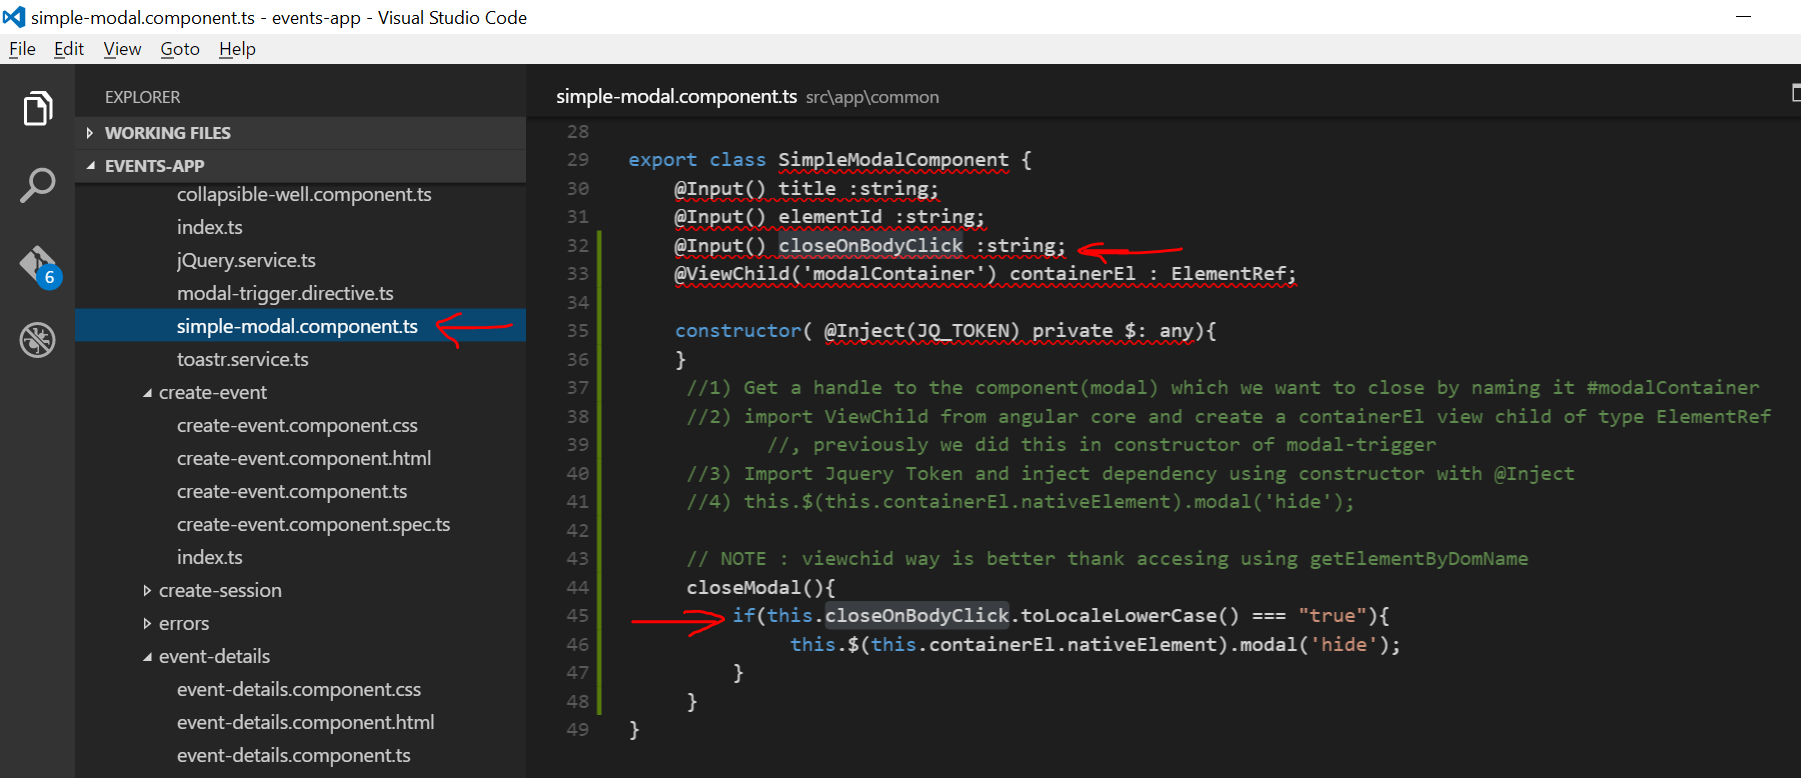 simple-modal.component.ts - events-app - Visual Studio Code
File Edit View Goto Help
EXPLORER
WORKING FILES
EVENTS-APP
collapsible-well.component.ts
index.ts
jQuery.service.ts
modal-trigger.directive.ts
simple-modal.component.ts
toastr.service.ts
create-event
create-event.component.css
create-event.component.html
create-event.component.ts
create-event.component.spec.ts
index.ts
create-session
errors
event-details
event-details.component.css
event-details.component.html
event-details.component.ts
6
simple-modal.component.ts src\app\common
28
29 export class SimpleModalComponent {
30 @Input() title :string;
31 @Input() elementId :string;
32 @Input() closeOnBodyClick :string;
33 @ViewChild('modalContainer') containerEl : ElementRef;
34
35 constructor( @Inject(JQ_TOKEN) private $: any){
36 }
37 //1) Get a handle to the component(modal) which we want to close by naming it #modalContainer
38 //2) import ViewChild from angular core and create a containerEl view child of type ElementRef
39 //, previously we did this in constructor of modal-trigger
40 //3) Import Jquery Token and inject dependency using constructor with @Inject
41 //4) this.$(this.containerEl.nativeElement).modal('hide');
42
43 // NOTE : viewchid way is better thank accesing using getElementByDomName
44 closeModal(){
45 if(this.closeOnBodyClick.toLocaleLowerCase() === "true"){
46 this.$(this.containerEl.nativeElement).modal('hide');
47 }
48 }
49 }